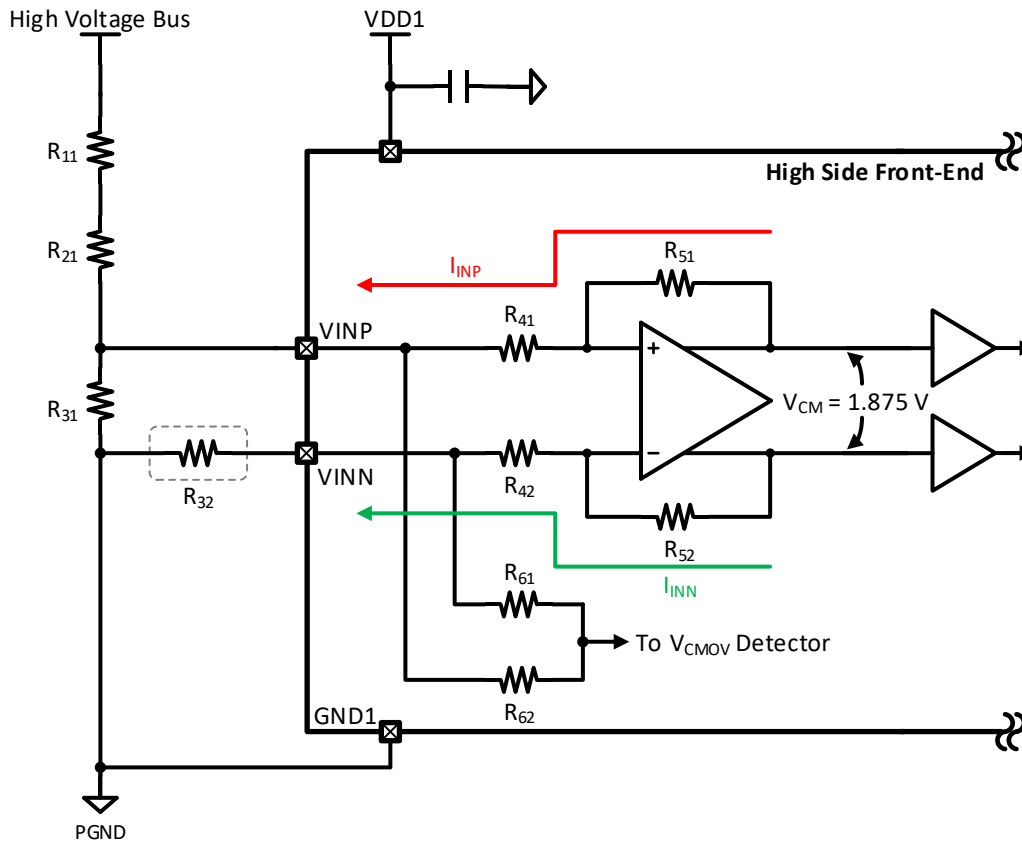 High Voltage Bus
VDD1
R11
High Side Front-End
R21
IINP
R51
R41
VINP
+
R31
VCM = 1.875 V
R32
VINN
R42
−
R52
IINN
R61
To VCMOV Detector
R62
GND1
PGND